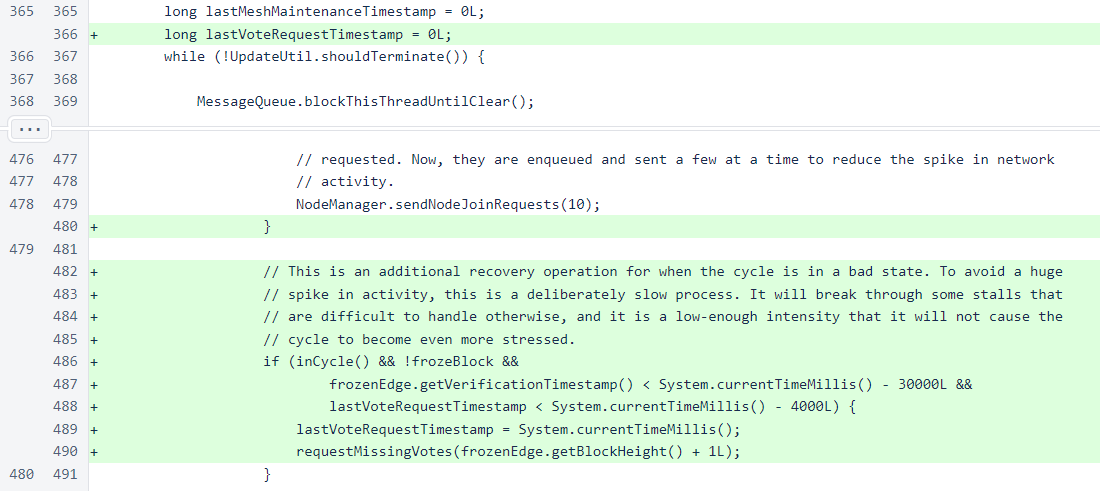 365 365 long lastMeshMaintenanceTimestamp = 0L;
366 + long lastVoteRequestTimestamp = 0L;
366 367 while (!UpdateUtil.shouldTerminate()) {
367 368
368 369 MessageQueue.blockThisThreadUntilClear();
...
476 477 // requested. Now, they are enqueued and sent a few at a time to reduce the spike in network
477 478 // activity.
478 479 NodeManager.sendNodeJoinRequests(10);
480 + }
479 481
482 + // This is an additional recovery operation for when the cycle is in a bad state. To avoid a huge
483 + // spike in activity, this is a deliberately slow process. It will break through some stalls that
484 + // are difficult to handle otherwise, and it is a low-enough intensity that it will not cause the
485 + // cycle to become even more stressed.
486 + if (inCycle() && !frozeBlock &&
487 + frozenEdge.getVerificationTimestamp() < System.currentTimeMillis() - 30000L &&
488 + lastVoteRequestTimestamp < System.currentTimeMillis() - 4000L) {
489 + lastVoteRequestTimestamp = System.currentTimeMillis();
490 + requestMissingVotes(frozenEdge.getBlockHeight() + 1L);
480 491 }